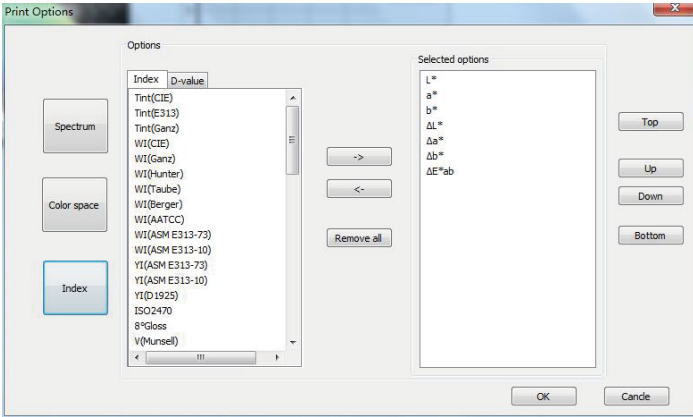 Print Options
Options
Selected options
Index
D-value
Tint(CIE)
Tint(E313)
Tint(Ganz)
WI(CIE)
WI(Ganz)
WI(Hunter)
WI(Taube)
WI(Berger)
WI(AATCC)
WI(ASM E313-73)
WI(ASM E313-10)
YI(ASM E313-73)
YI(ASM E313-10)
YI(D1925)
ISO2470
8°Gloss
V(Munsell)
Spectrum
Color space
Index
->
<-
Remove all
L*
a*
b*
ΔL*
Δa*
Δb*
ΔE*ab
Top
Up
Down
Bottom
OK
Cancle